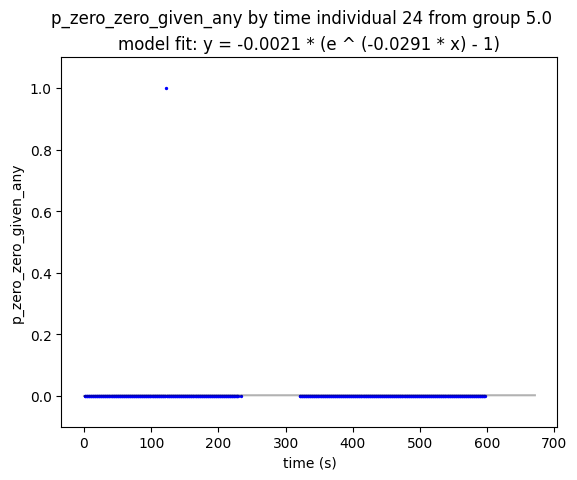 p_zero_zero_given_any by time individual 24 from group 5.0
model fit: y = -0.0021 * (e ^ (-0.0291 * x) - 1)
1.0
0.8
0.6
0.4
0.2
0.0
p_zero_zero_given_any
0 100 200 300 400 500 600 700
time (s)